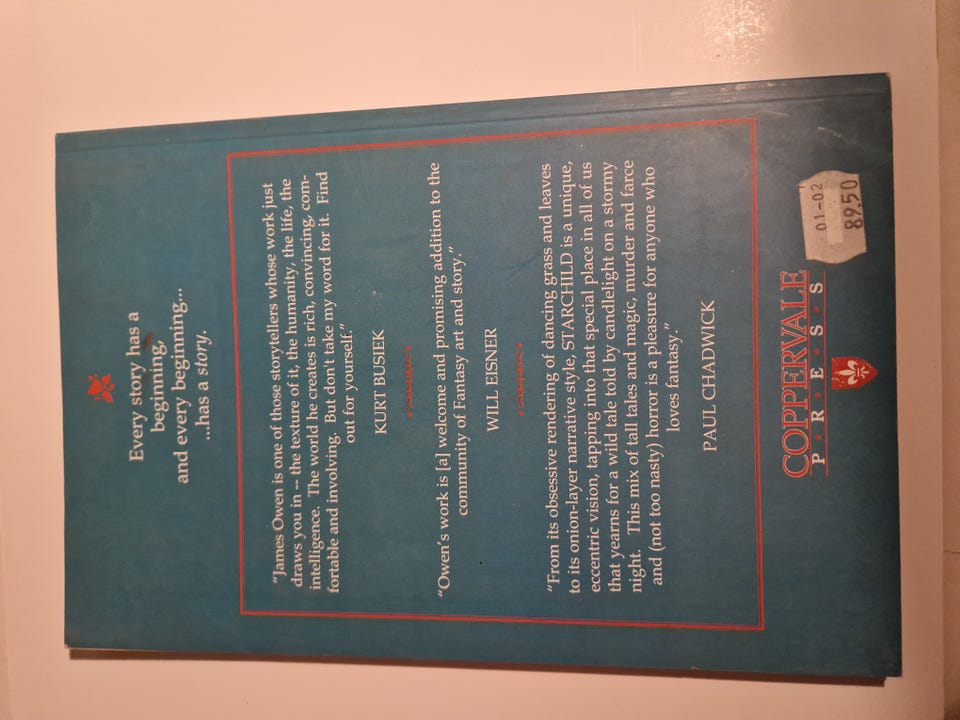 Every story has a
beginning,
and every beginning...
...has a story.
“James Owen is one of those storytellers whose work just
draws you in -- the texture of it, the humanity, the life, the
intelligence. The world he creates is rich, convincing, com-
fortable and involving. But don't take my word for it. Find
out for yourself.”
KURT BUSIEK
“Owen's work is [a] welcome and promising addition to the
community of Fantasy art and story.”
WILL EISNER
“From its obsessive rendering of dancing grass and leaves
to its onion-layer narrative style, STARCHILD is a unique,
eccentric vision, tapping into that special place in all of us
that yearns for a wild tale told by candlelight on a stormy
night. This mix of tall tales and magic, murder and farce
and (not too nasty) horror is a pleasure for anyone who
loves fantasy.”
PAUL CHADWICK
COPPERVALE
P·R·E·S·S
01-02
89.50